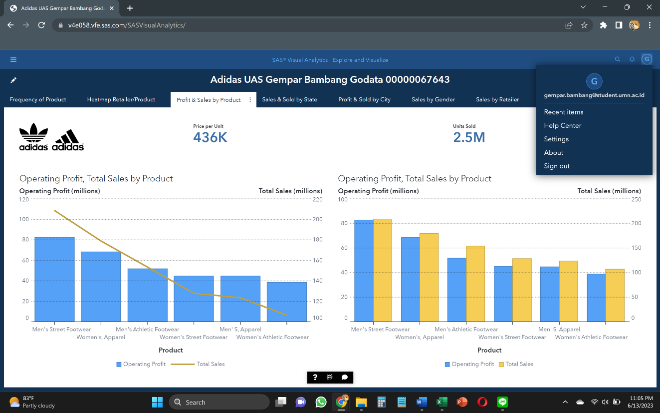 Adidas UAS Gempar Bambang Goda
v4e058.vfe.sas.com/SASVisualAnalytics/
SAS® Visual Analytics - Explore and Visualize
Adidas UAS Gempar Bambang Godata 00000067643
G
gempar.bambang@student.umn.ac.id
Recent items
Help Center
Settings
About
Sign out
Frequency of Product
Heatmap Retailer/Product
Profit & Sales by Product
Sales & Sold by State
Profit & Sold by City
Sales by Gender
Sales by Retailer
adidas adidas
Price per Unit
436K
Units Sold
2.5M
Operating Profit, Total Sales by Product
Operating Profit (millions) Total Sales (millions)
120 220
100 200
80 180
60 160
40 140
20 120
0 100
Men's Street Footwear Men's Athletic Footwear Men's Apparel
Women's Apparel Women's Street Footwear Women's Athletic Footwear
Product
Operating Profit Total Sales
Operating Profit, Total Sales by Product
Operating Profit (millions) Total Sales (millions)
100 250
80 200
60 150
40 100
20 50
0 0
Men's Street Footwear Men's Athletic Footwear Men's Apparel
Women's Apparel Women's Street Footwear Women's Athletic Footwear
Product
Operating Profit Total Sales
83°F
Partly cloudy
Search
11:05 PM
6/13/2023